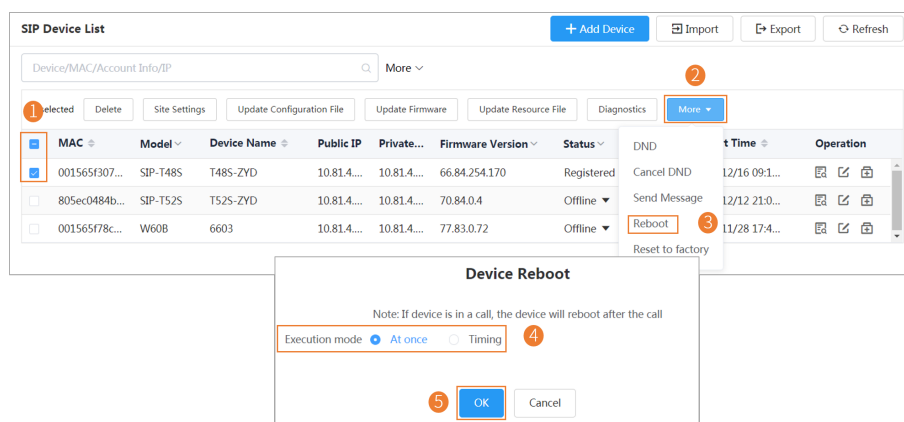 SIP Device List
Add Device
Import
Export
Refresh
Device/MAC/Account Info/IP
More
2
1
Delete
Site Settings
Update Configuration File
Update Firmware
Update Resource File
Diagnostics
More
MAC
Model
Device Name
Public IP
Private...
Firmware Version
Status
DND
t Time
Operation
001565f307...
SIP-T48S
T48S-ZYD
10.81.4....
10.81.4....
66.84.254.170
Registered
Cancel DND
12/16 09:1...
805ec0484b...
SIP-T52S
T52S-ZYD
10.81.4....
10.81.4....
70.84.0.4
Offline
Send Message
12/12 21:0...
001565f78c...
W60B
6603
10.81.4....
10.81.4....
77.83.0.72
Offline
Reboot
3
11/28 17:4...
Reset to factory
Device Reboot
Note: If device is in a call, the device will reboot after the call
Execution mode
At once
Timing
4
5
OK
Cancel